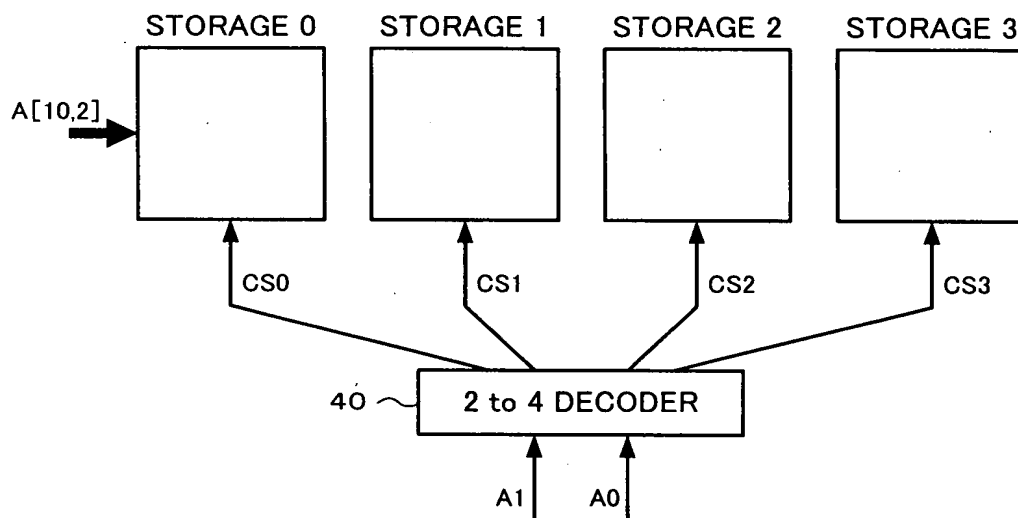 STORAGE 0
STORAGE 1
STORAGE 2
STORAGE 3
A[10,2]
CS0
CS1
CS2
CS3
40
2 to 4 DECODER
A1
A0